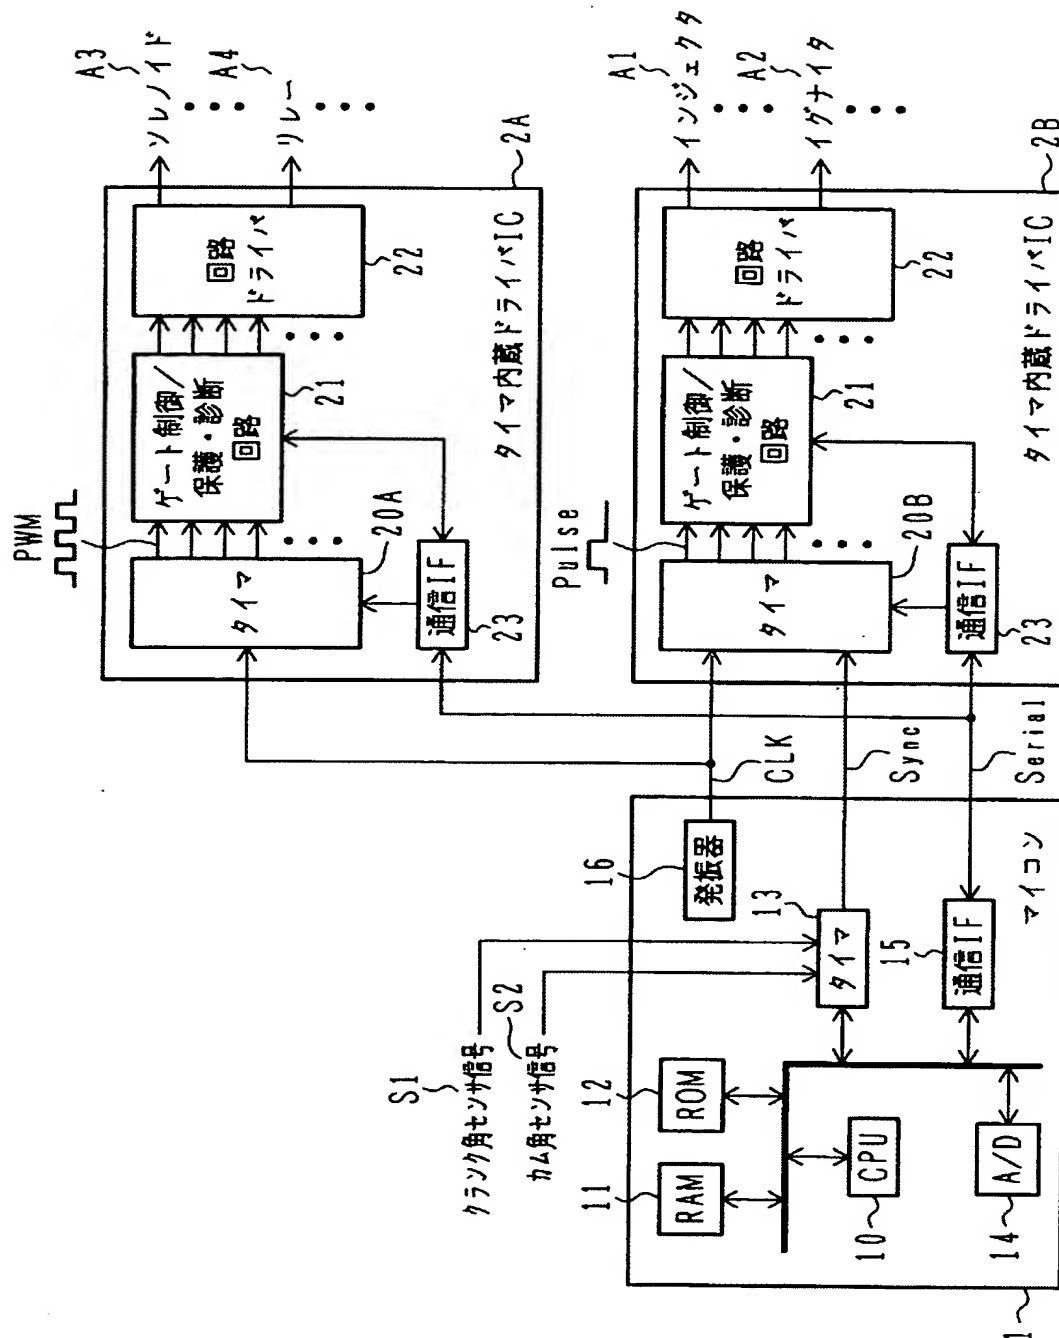 PWM
A3
ソレノイド
A4
リレー
タイマ
20A
ゲート制御/
保護・診断
回路
21
ドライバ
回路
22
通信IF
23
タイマ内蔵ドライバIC
2A
Pulse
A1
インジェクタ
A2
イグナイタ
タイマ
20B
ゲート制御/
保護・診断
回路
21
ドライバ
回路
22
通信IF
23
タイマ内蔵ドライバIC
2B
S1
クランク角センサ信号
S2
カム角センサ信号
11
RAM
12
ROM
10
CPU
14
A/D
13
タイマ
15
通信IF
16
発振器
CLK
Sync
Serial
マイコン
1